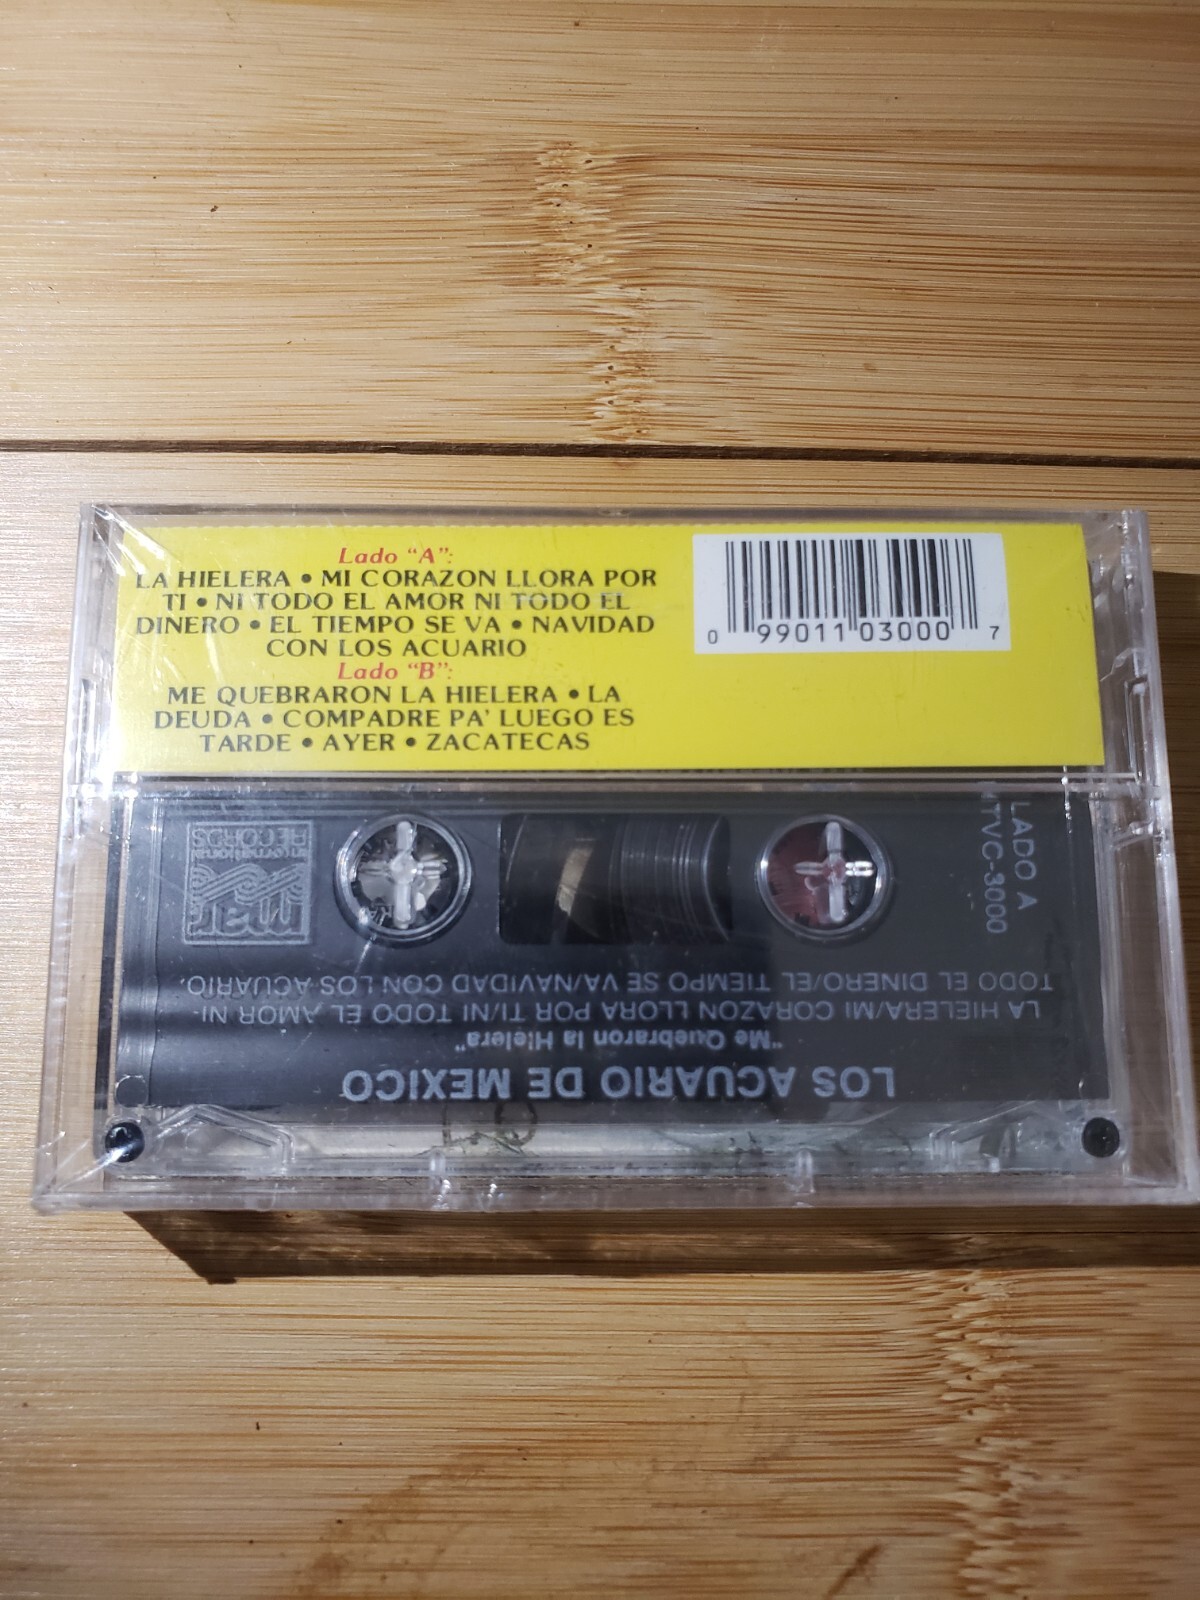 Lado "A":
LA HIELERA • MI CORAZON LLORA POR
TI • NI TODO EL AMOR NI TODO EL
DINERO • EL TIEMPO SE VA • NAVIDAD
CON LOS ACUARIO
Lado "B":
ME QUEBRARON LA HIELERA • LA
DEUDA • COMPADRE PA' LUEGO ES
TARDE • AYER • ZACATECAS
0 99011 03000 7
LOS ACUARIO DE MEXICO
"Me Quebraron la Hielera"
LA HIELERA/MI CORAZON LLORA POR TI/NI TODO EL AMOR NI-
TODO EL DINERO/EL TIEMPO SE VA/NAVIDAD CON LOS ACUARIO.
LADO A
TVC-3000
mar
international
RECORDS